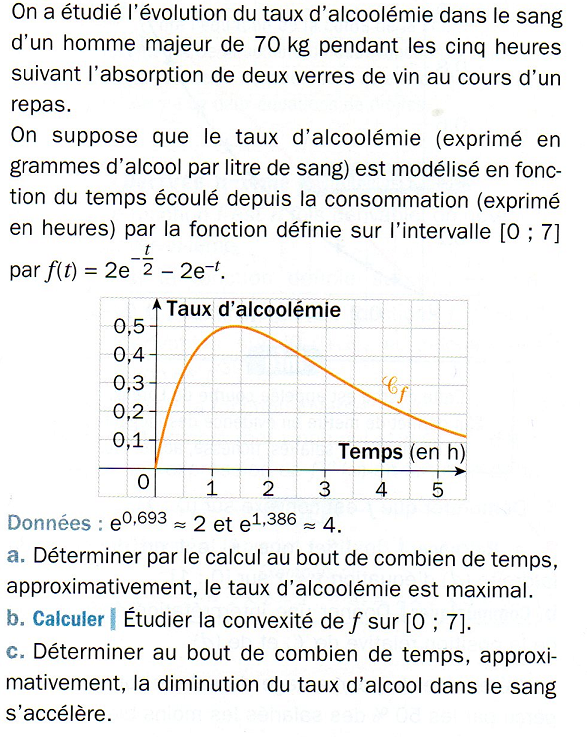 On a étudié l'évolution du taux d'alcoolémie dans le sang
d'un homme majeur de 70 kg pendant les cinq heures
suivant l'absorption de deux verres de vin au cours d'un
repas.
On suppose que le taux d'alcoolémie (exprimé en
grammes d'alcool par litre de sang) est modélisé en fonc-
tion du temps écoulé depuis la consommation (exprimé
en heures) par la fonction définie sur l'intervalle [0 ; 7]
par f(t) = 2e^(-t/2) – 2e^(-t).
Taux d'alcoolémie
0,5
0,4
0,3
0,2
0,1
𝒞f
Temps (en h)
0 1 2 3 4 5
Données : e^0,693 ≈ 2 et e^1,386 ≈ 4.
a. Déterminer par le calcul au bout de combien de temps,
approximativement, le taux d'alcoolémie est maximal.
b. Calculer | Étudier la convexité de f sur [0 ; 7].
c. Déterminer au bout de combien de temps, approxi-
mativement, la diminution du taux d'alcool dans le sang
s'accélère.